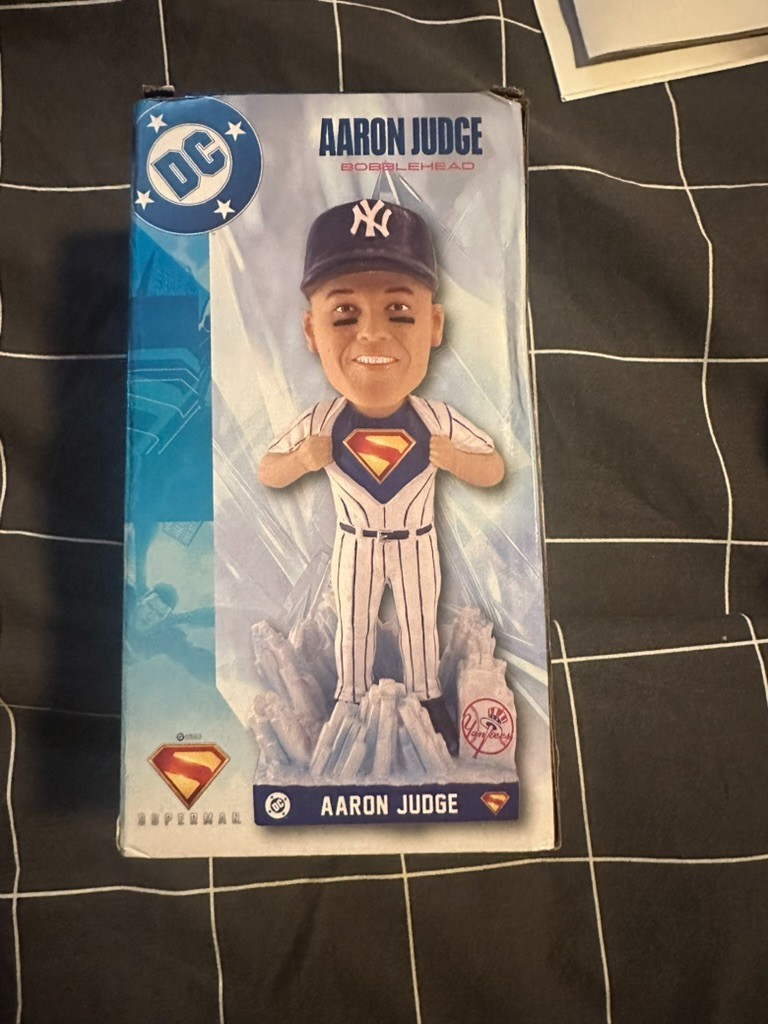 DC
AARON JUDGE
BOBBLEHEAD
NY
Yankees
SUPERMAN
DC
AARON JUDGE